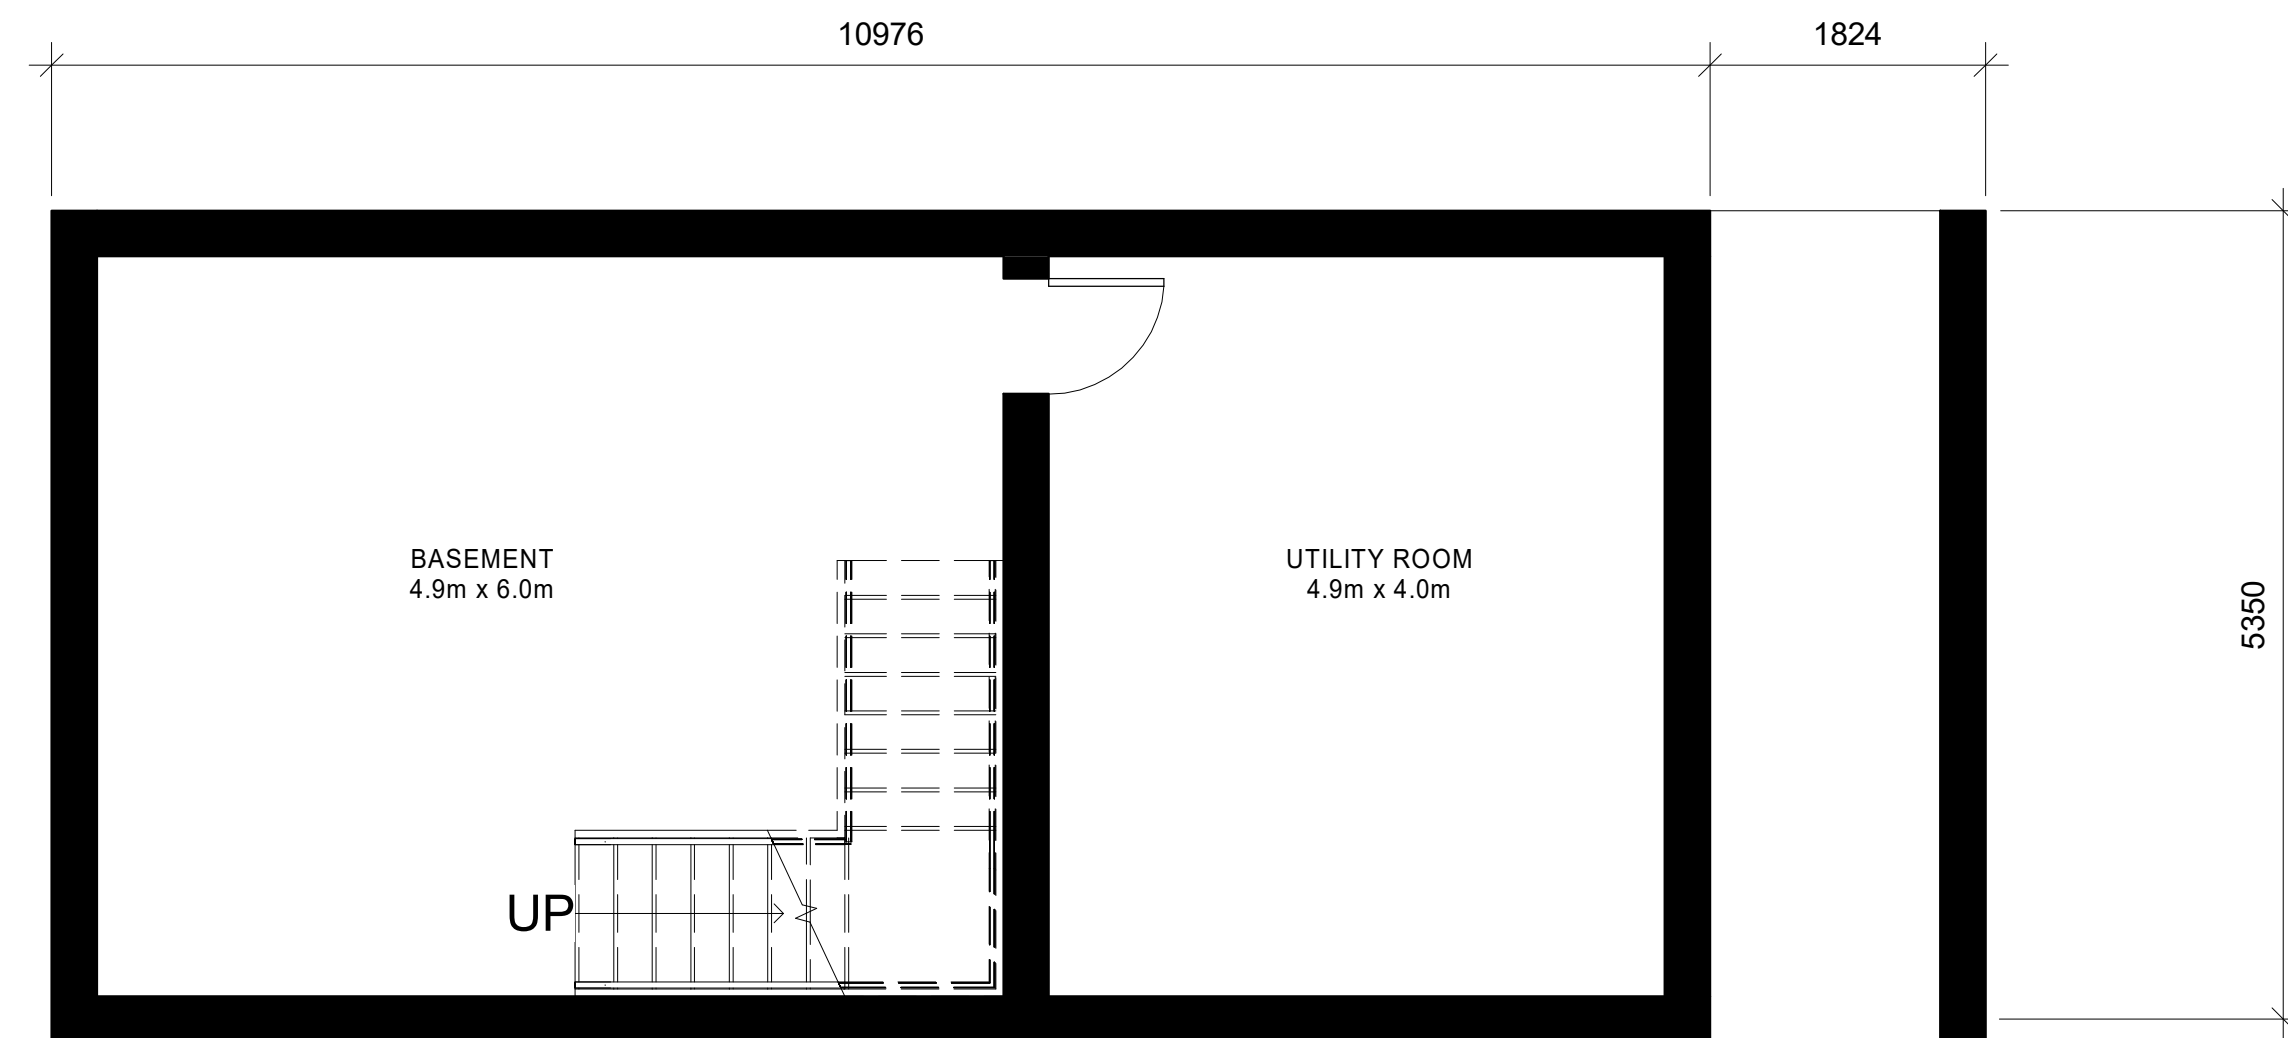 10976
1824
BASEMENT
4.9m x 6.0m
UTILITY ROOM
4.9m x 4.0m
5350
UP